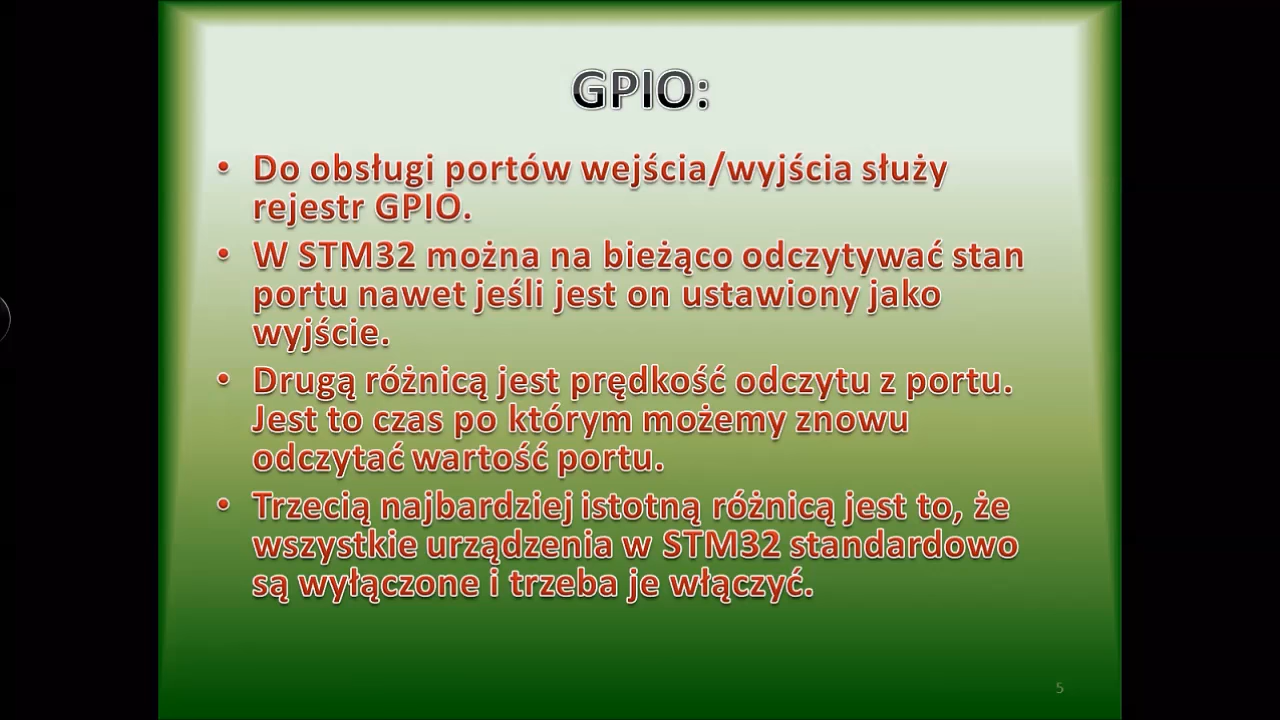 GPIO:
• Do obsługi portów wejścia/wyjścia służy
rejestr GPIO.
• W STM32 można na bieżąco odczytywać stan
portu nawet jeśli jest on ustawiony jako
wyjście.
• Drugą różnicą jest prędkość odczytu z portu.
Jest to czas po którym możemy znowu
odczytać wartość portu.
• Trzecią najbardziej istotną różnicą jest to, że
wszystkie urządzenia w STM32 standardowo
są wyłączone i trzeba je włączyć.
5